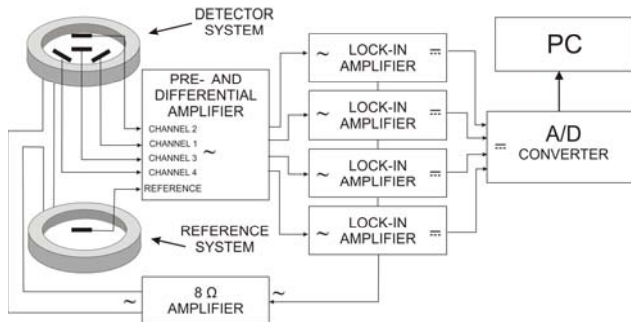 DETECTOR
SYSTEM
PRE- AND
DIFFERENTIAL
AMPLIFIER
CHANNEL 2
CHANNEL 1
CHANNEL 3
CHANNEL 4
REFERENCE
~
REFERENCE
SYSTEM
~
8 Ω
AMPLIFIER
~
~
LOCK-IN
AMPLIFIER
~
LOCK-IN
AMPLIFIER
~
LOCK-IN
AMPLIFIER
~
LOCK-IN
AMPLIFIER
A/D
CONVERTER
PC